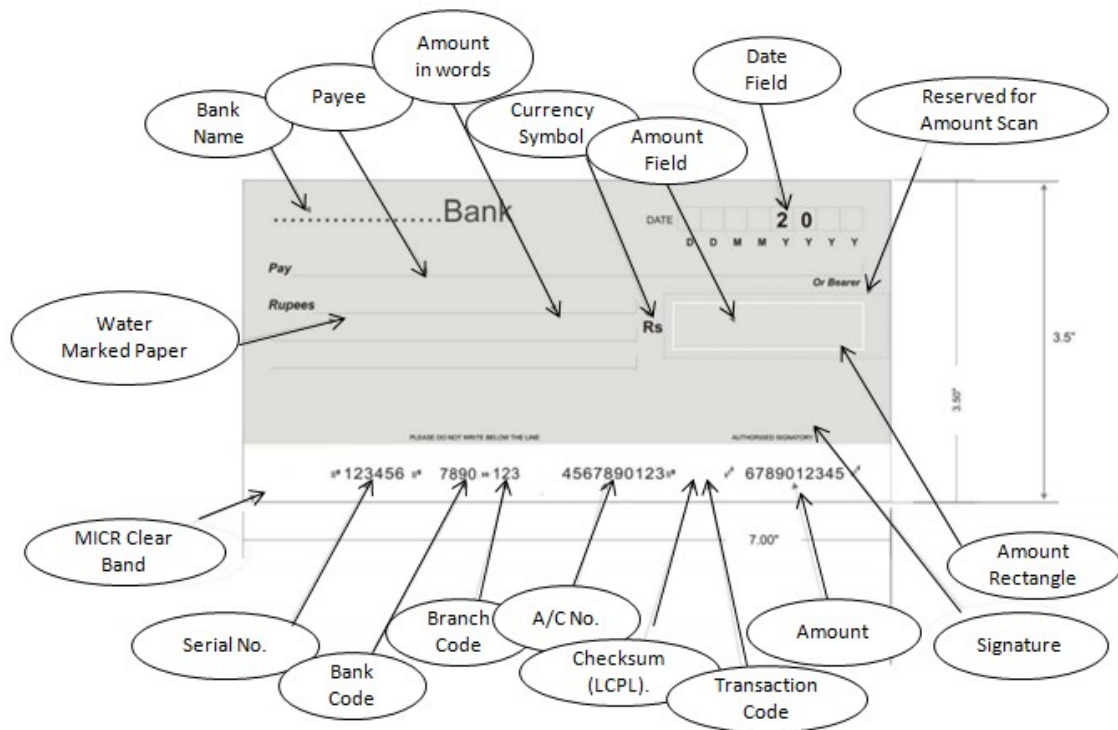 Amount
in words
Date
Field
Payee
Bank
Name
Currency
Symbol
Reserved for
Amount Scan
Amount
Field
....................Bank
DATE
2 0
D D M M Y Y Y Y
Pay
Or Bearer
Rupees
Rs
Water
Marked Paper
3.5"
3.50"
PLEASE DO NOT WRITE BELOW THE LINE
AUTHORISED SIGNATORY
⑈123456⑈ 7890⑉123 4567890123⑈ ⑇6789012345⑇
MICR Clear
Band
7.00"
Amount
Rectangle
Serial No.
Bank
Code
Branch
Code
A/C No.
Checksum
(LCPL).
Transaction
Code
Amount
Signature